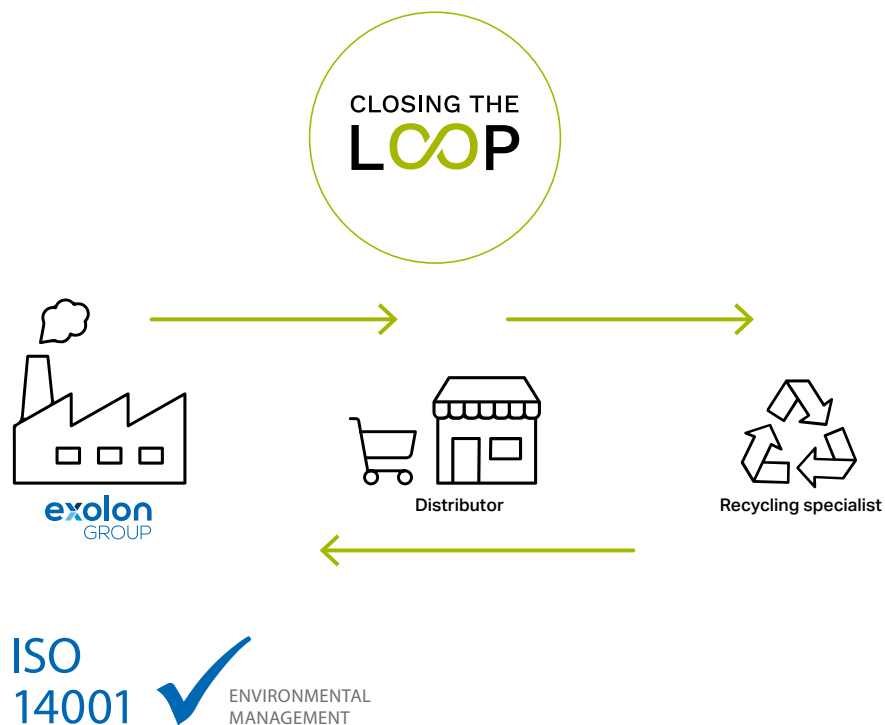 CLOSING THE
LOOP
exolon
GROUP
Distributor
Recycling specialist
ISO
14001
ENVIRONMENTAL
MANAGEMENT